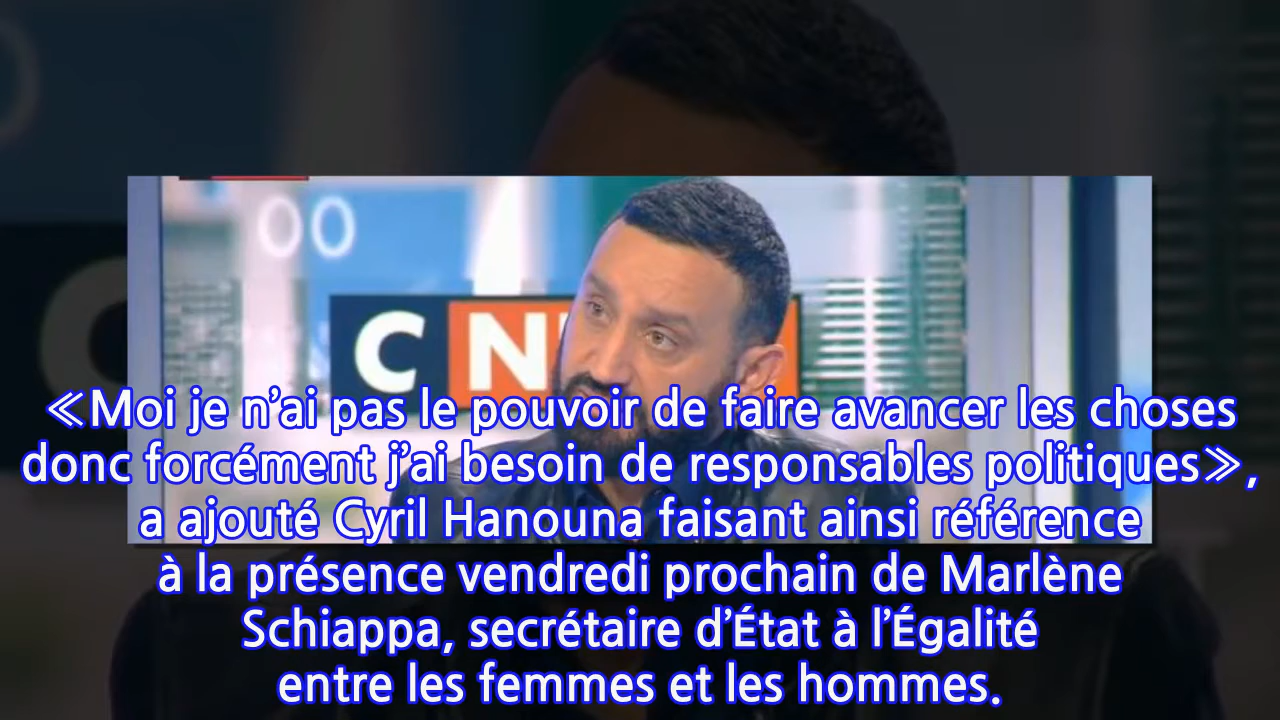 00
C N
≪Moi je n’ai pas le pouvoir de faire avancer les choses
donc forcément j’ai besoin de responsables politiques≫,
a ajouté Cyril Hanouna faisant ainsi référence
à la présence vendredi prochain de Marlène
Schiappa, secrétaire d’État à l’Égalité
entre les femmes et les hommes.